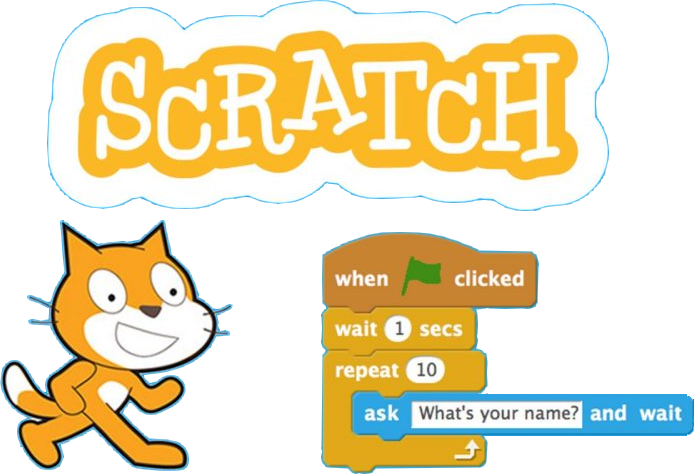 SCRATCH
when clicked
wait 1 secs
repeat 10
ask What's your name? and wait